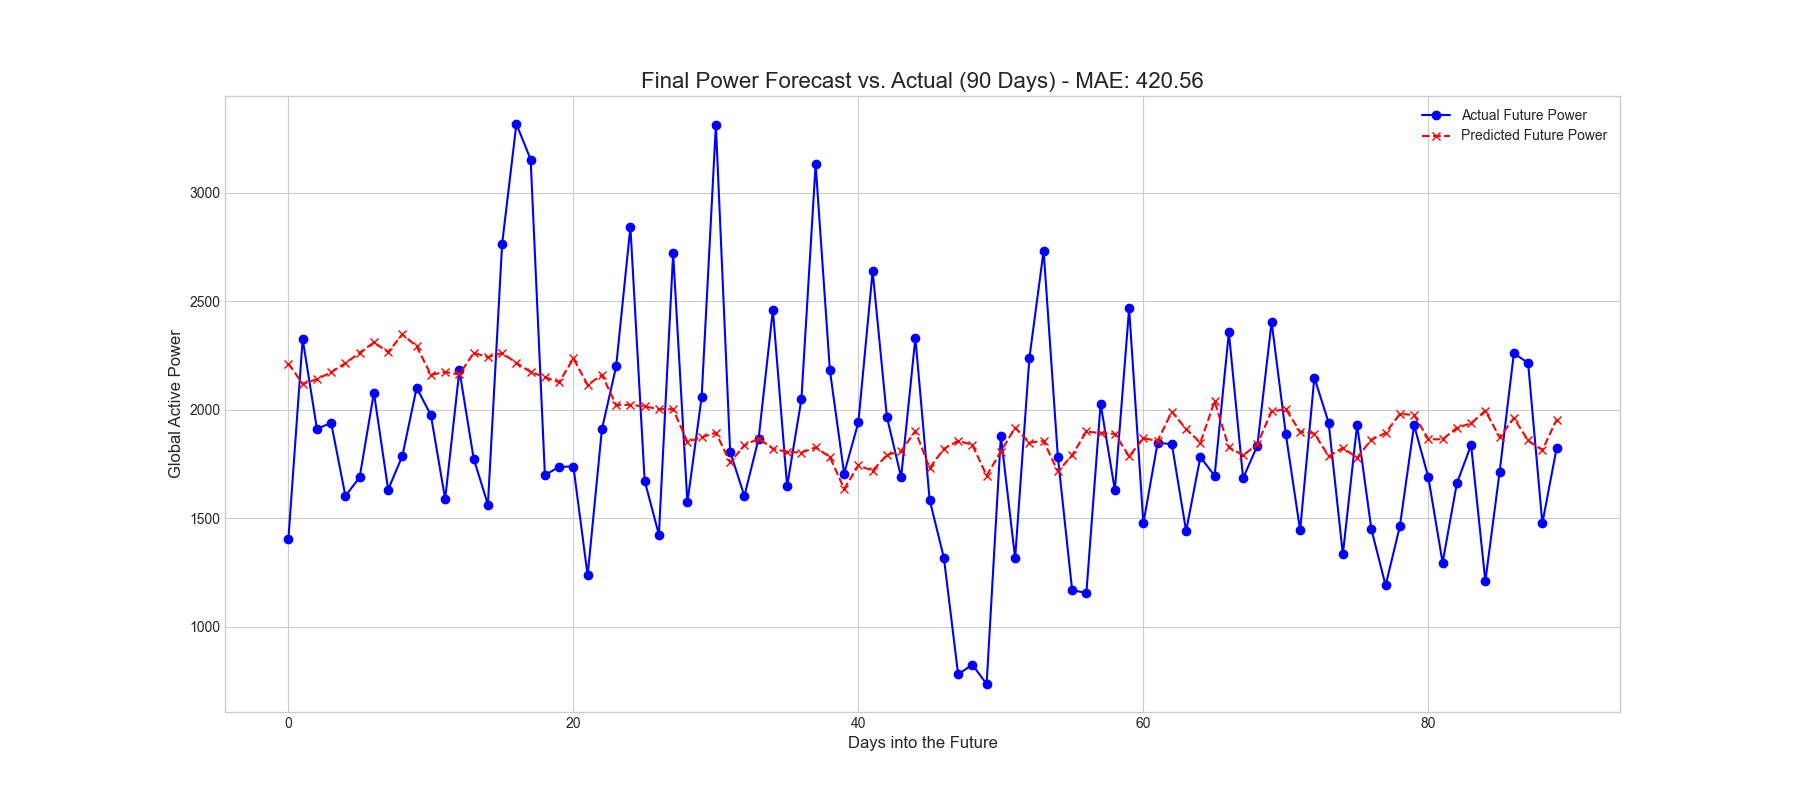 Final Power Forecast vs. Actual (90 Days) - MAE: 420.56
Actual Future Power
Predicted Future Power
Global Active Power
3000
2500
2000
1500
1000
0
20
40
60
80
Days into the Future